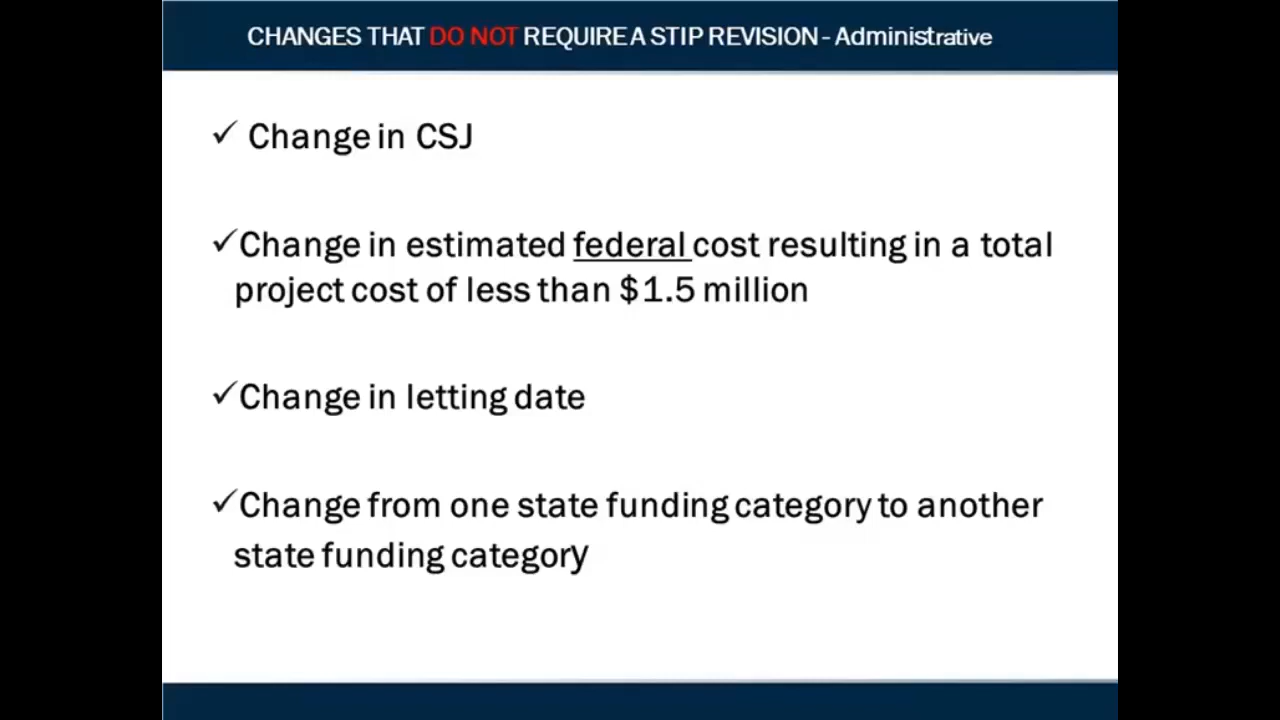 CHANGES THAT DO NOT REQUIRE A STIP REVISION - Administrative
✓ Change in CSJ
✓Change in estimated federal cost resulting in a total
project cost of less than $1.5 million
✓Change in letting date
✓Change from one state funding category to another
state funding category